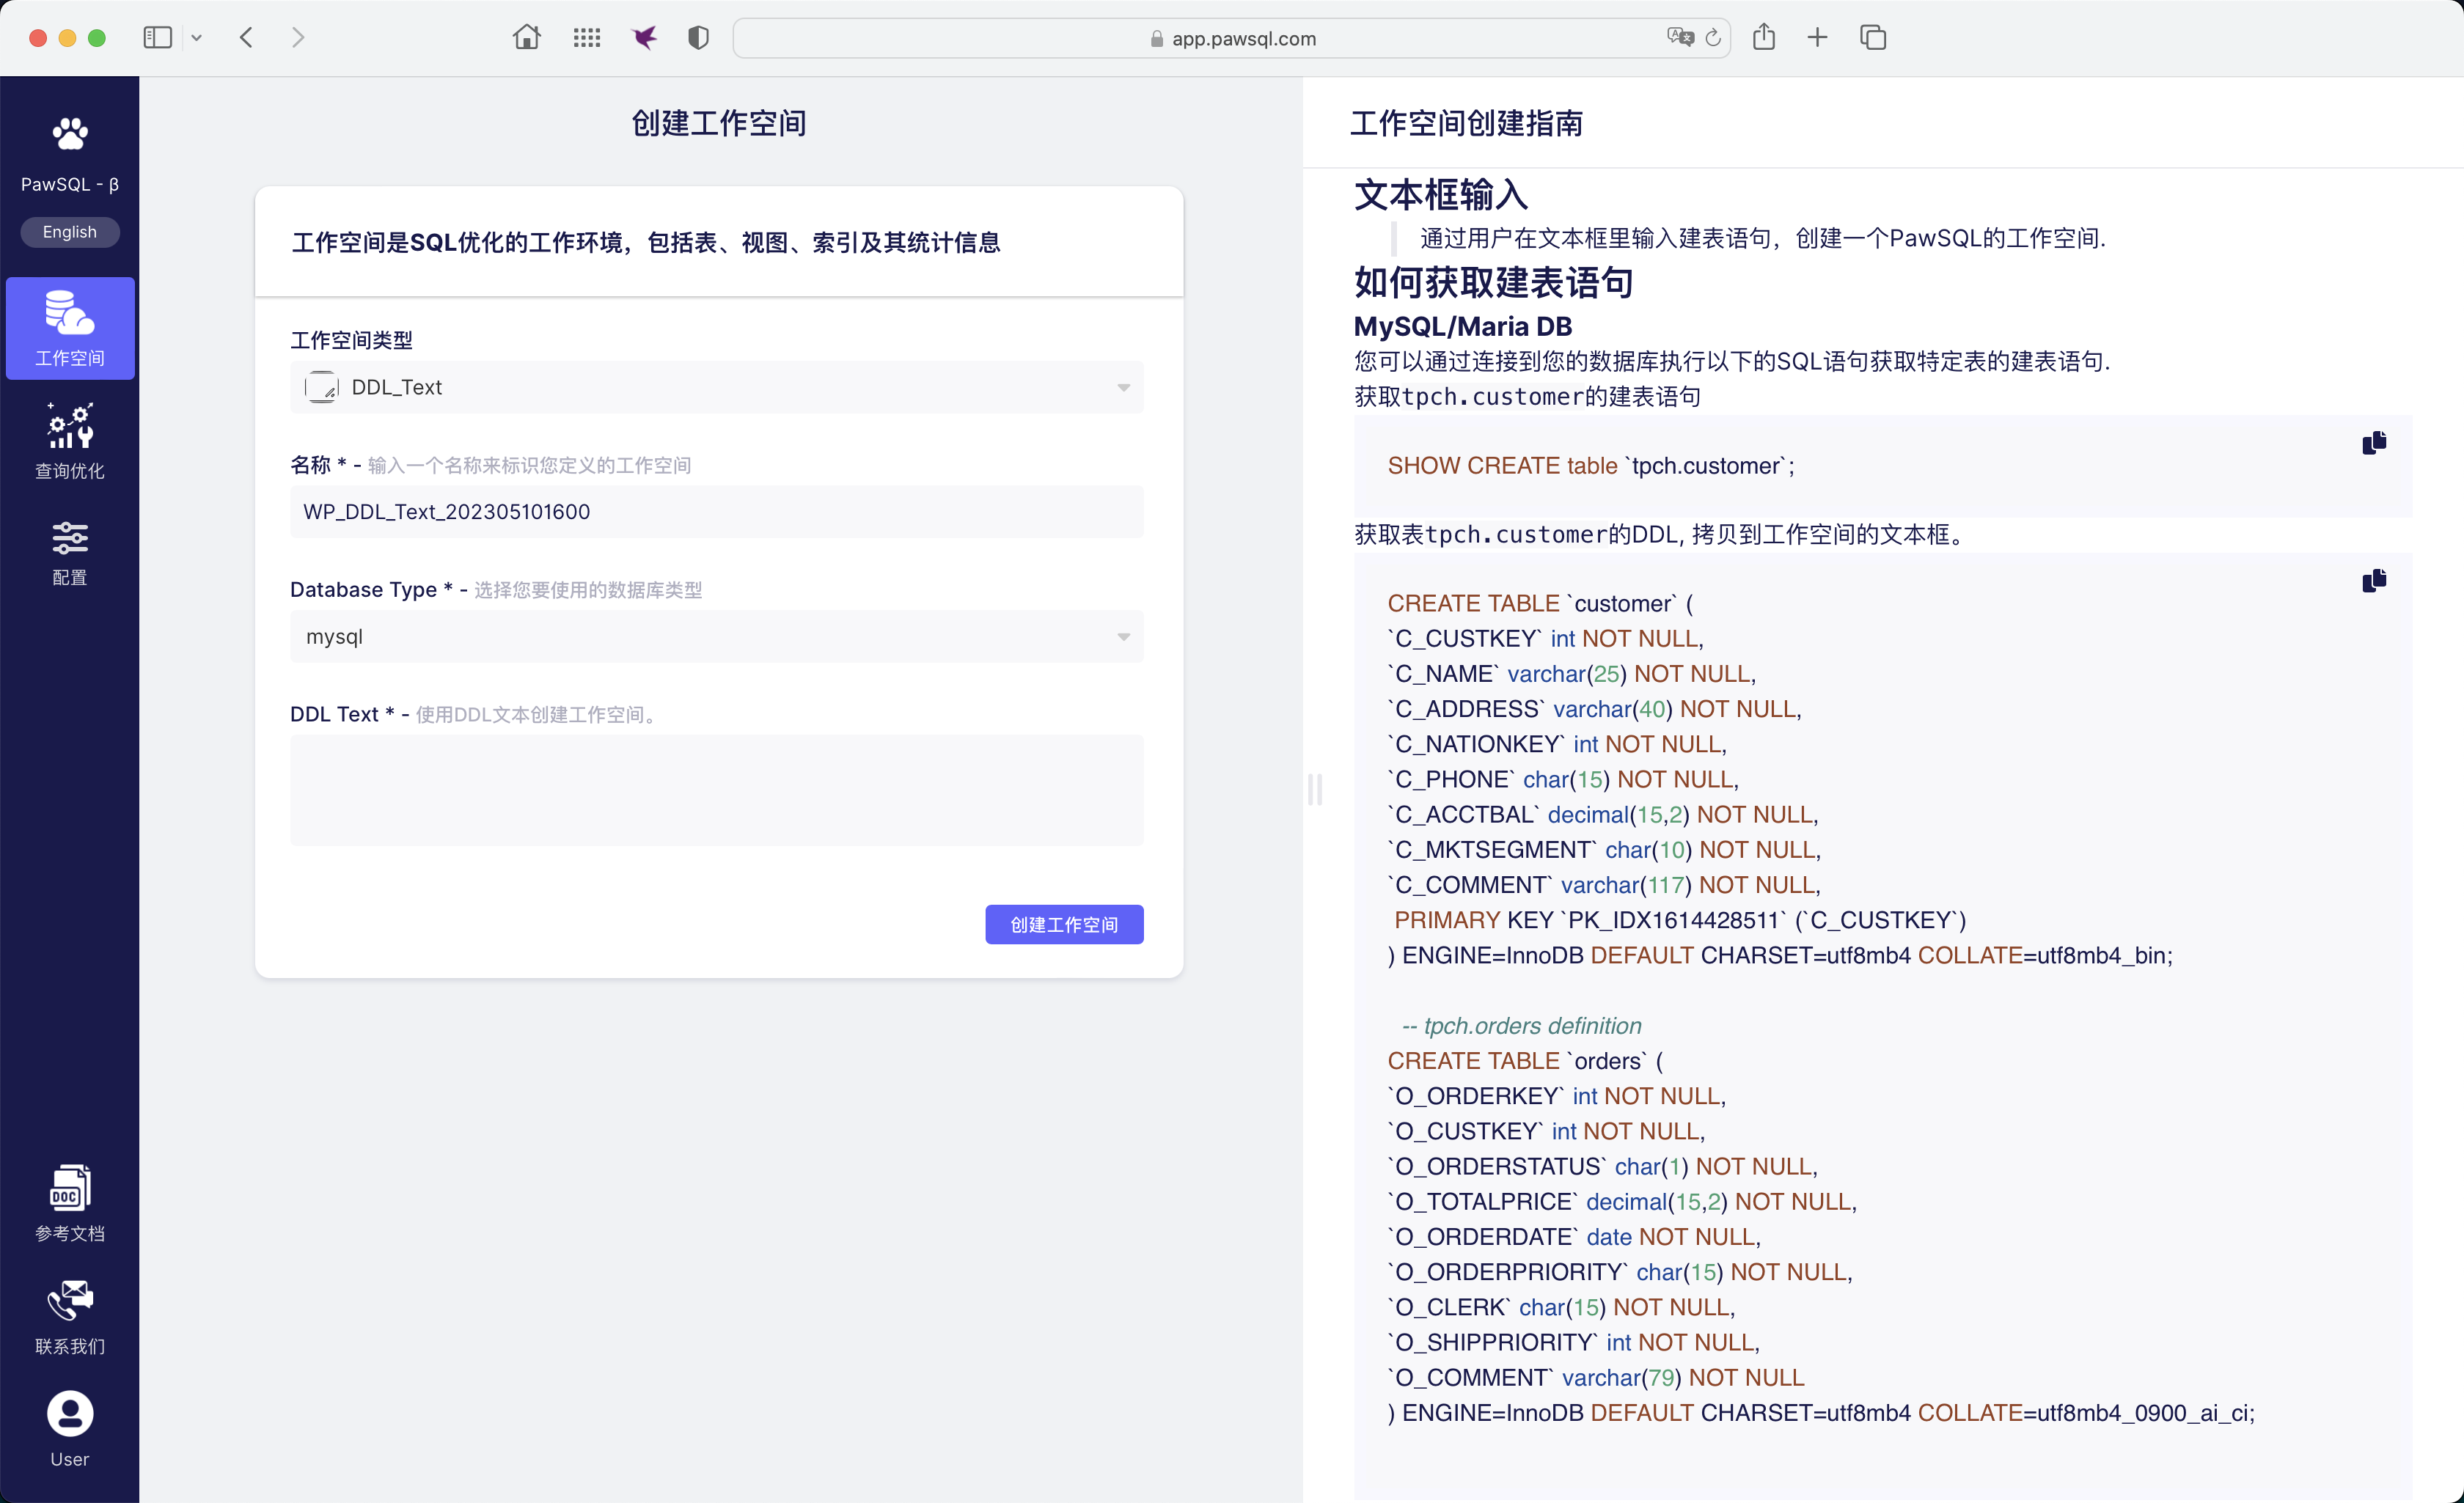 app.pawsql.com
PawSQL - β
English
工作空间
查询优化
配置
DOC
参考文档
联系我们
User
创建工作空间
工作空间是SQL优化的工作环境，包括表、视图、索引及其统计信息
工作空间类型
DDL_Text
名称 * - 输入一个名称来标识您定义的工作空间
WP_DDL_Text_202305101600
Database Type * - 选择您要使用的数据库类型
mysql
DDL Text * - 使用DDL文本创建工作空间。
创建工作空间
工作空间创建指南
文本框输入
通过用户在文本框里输入建表语句，创建一个PawSQL的工作空间.
如何获取建表语句
MySQL/Maria DB
您可以通过连接到您的数据库执行以下的SQL语句获取特定表的建表语句.
获取tpch.customer的建表语句
SHOW CREATE table `tpch.customer`;
获取表tpch.customer的DDL, 拷贝到工作空间的文本框。
CREATE TABLE `customer` (
`C_CUSTKEY` int NOT NULL,
`C_NAME` varchar(25) NOT NULL,
`C_ADDRESS` varchar(40) NOT NULL,
`C_NATIONKEY` int NOT NULL,
`C_PHONE` char(15) NOT NULL,
`C_ACCTBAL` decimal(15,2) NOT NULL,
`C_MKTSEGMENT` char(10) NOT NULL,
`C_COMMENT` varchar(117) NOT NULL,
PRIMARY KEY `PK_IDX1614428511` (`C_CUSTKEY`)
) ENGINE=InnoDB DEFAULT CHARSET=utf8mb4 COLLATE=utf8mb4_bin;
-- tpch.orders definition
CREATE TABLE `orders` (
`O_ORDERKEY` int NOT NULL,
`O_CUSTKEY` int NOT NULL,
`O_ORDERSTATUS` char(1) NOT NULL,
`O_TOTALPRICE` decimal(15,2) NOT NULL,
`O_ORDERDATE` date NOT NULL,
`O_ORDERPRIORITY` char(15) NOT NULL,
`O_CLERK` char(15) NOT NULL,
`O_SHIPPRIORITY` int NOT NULL,
`O_COMMENT` varchar(79) NOT NULL
) ENGINE=InnoDB DEFAULT CHARSET=utf8mb4 COLLATE=utf8mb4_0900_ai_ci;